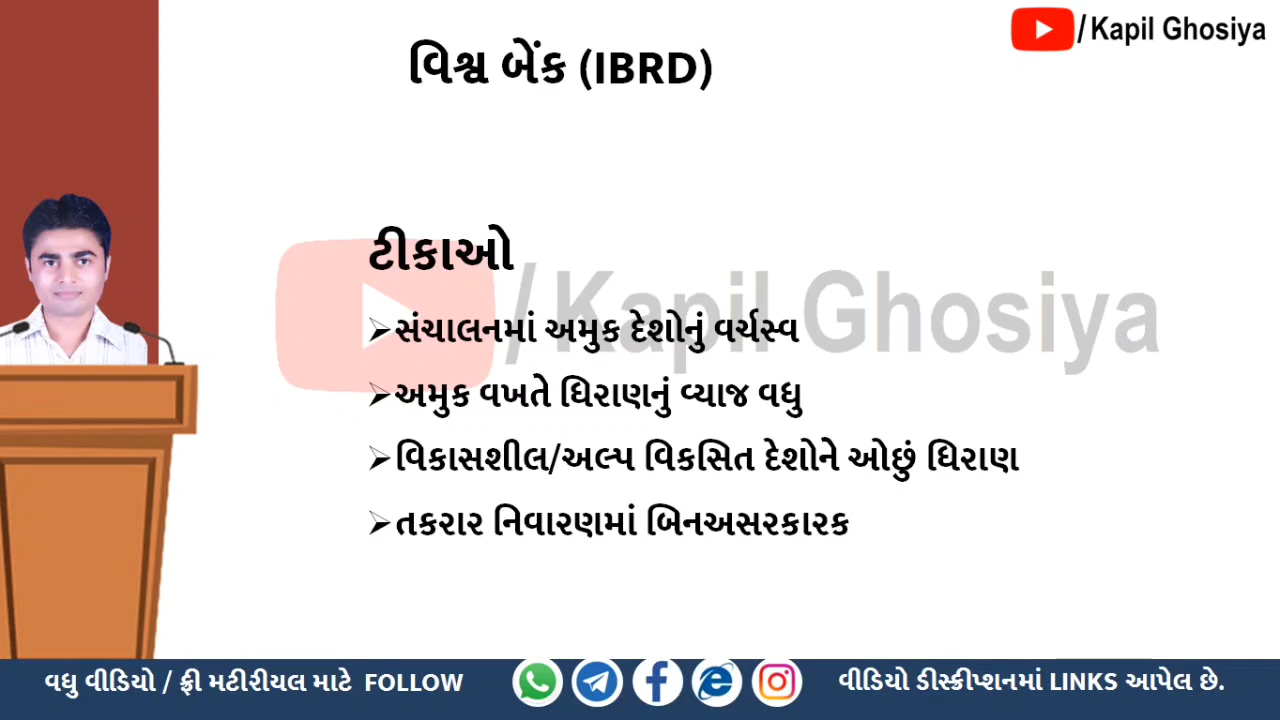 /Kapil Ghosiya
વિશ્વ બેંક (IBRD)
ટીકાઓ
/Kapil Ghosiya
➢સંચાલનમાં અમુક દેશોનું વર્ચસ્વ
➢અમુક વખતે ધિરાણનું વ્યાજ વધુ
➢વિકાસશીલ/અલ્પ વિકસિત દેશોને ઓછું ધિરાણ
➢તકરાર નિવારણમાં બિનઅસરકારક
વધુ વીડિયો / ફ્રી મટીરીયલ માટે FOLLOW
વીડિયો ડીસ્ક્રીપ્શનમાં LINKS આપેલ છે.